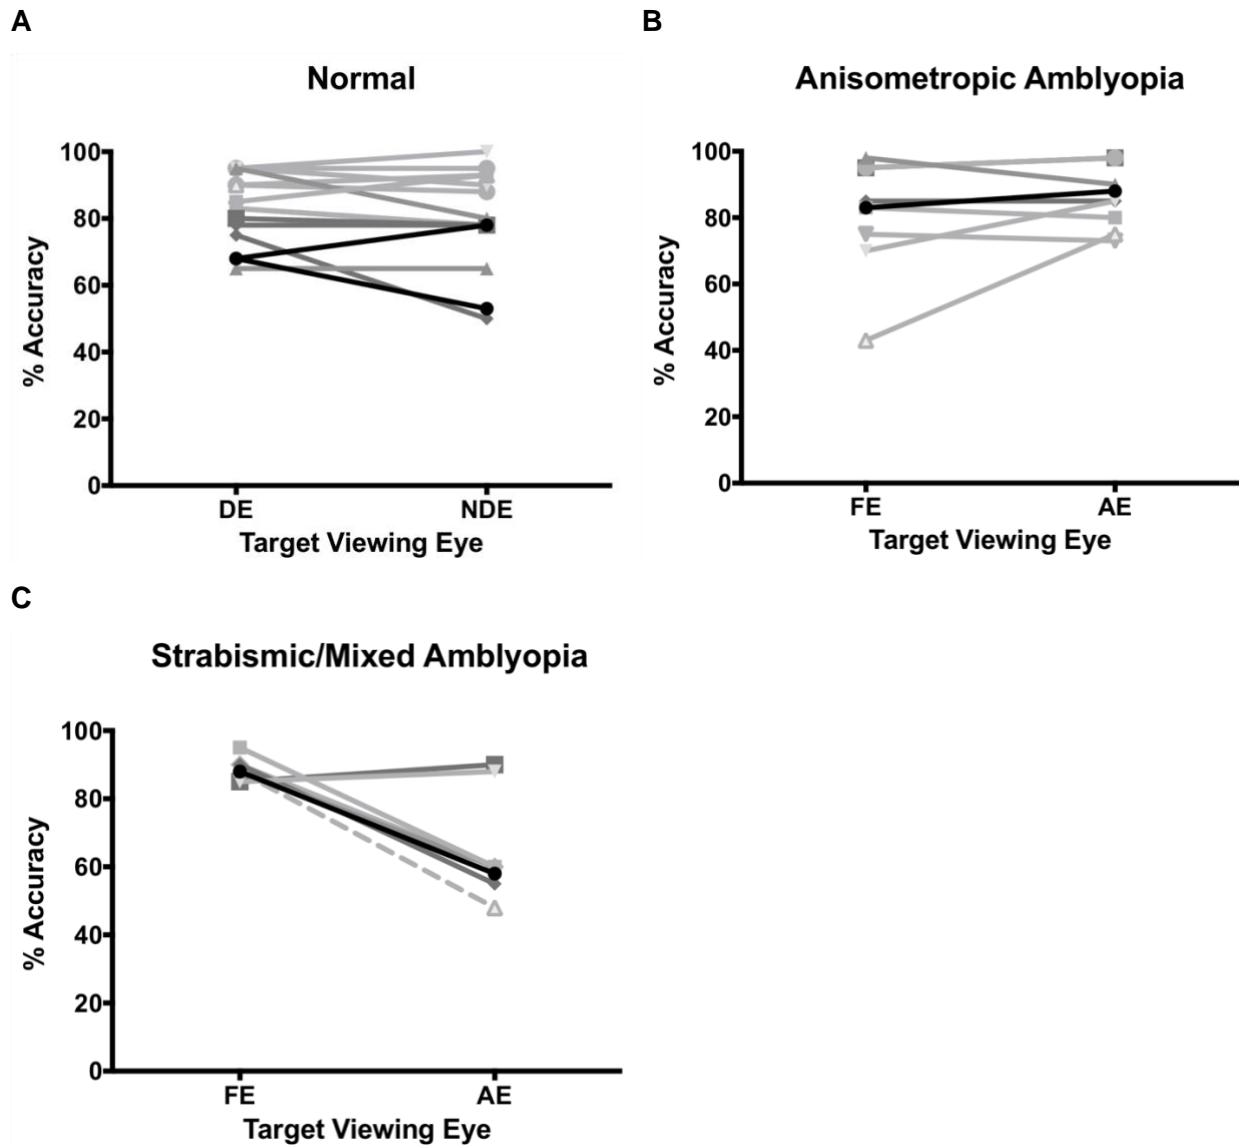 A
Normal
100
80
60
40
20
0
% Accuracy
DE
NDE
Target Viewing Eye
B
Anisometropic Amblyopia
100
80
60
40
20
0
% Accuracy
FE
AE
Target Viewing Eye
C
Strabismic/Mixed Amblyopia
100
80
60
40
20
0
% Accuracy
FE
AE
Target Viewing Eye